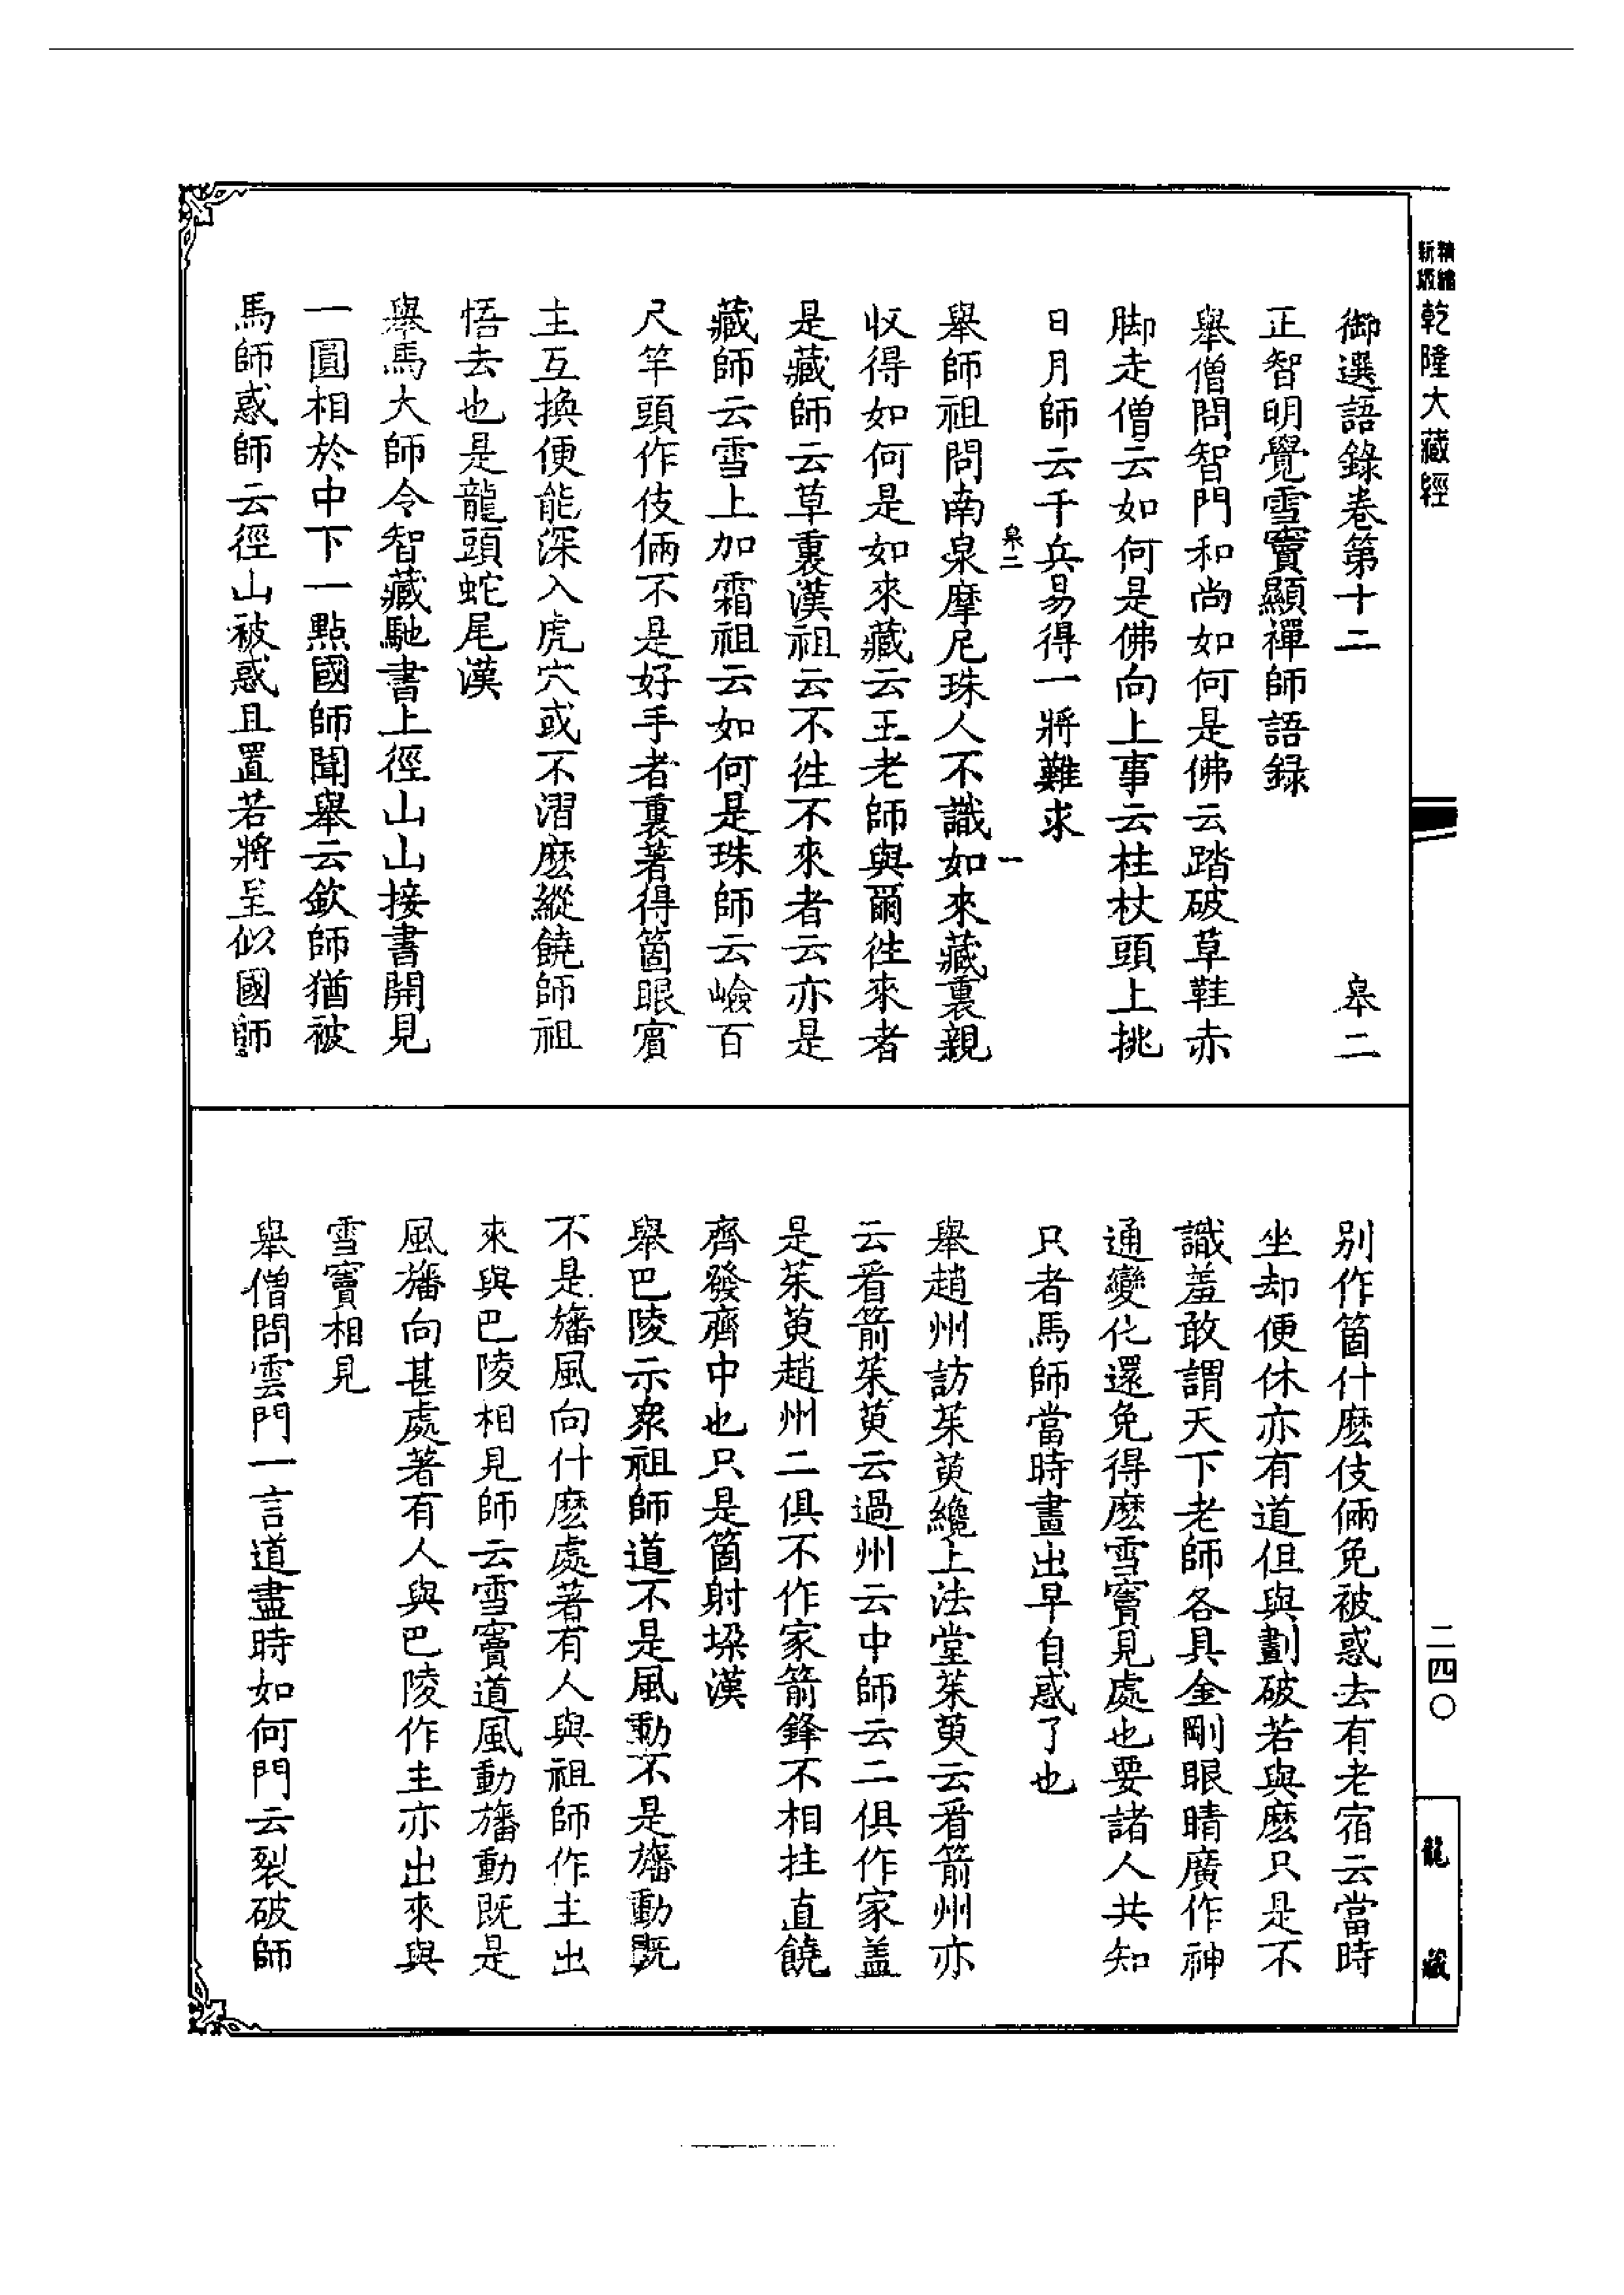 精縮
新版
乾隆大藏經
御選語錄卷第十二 皋二
正智明覺雪竇顯禪師語錄
舉僧問智門和尚如何是佛云踏破草鞋赤
脚走僧云如何是佛向上事云柱杖頭上挑
日月師云千兵易得一將難求
皋二 一
舉師祖問南泉摩尼珠人不識如來藏裏親
收得如何是如來藏云王老師與爾徃來者
是藏師云草裏漢祖云不徃不來者云亦是
藏師云雪上加霜祖云如何是珠師云嶮百
尺竿頭作伎倆不是好手者裏著得箇眼賓
主互換便能深入虎穴或不㴸麽縱饒師祖
悟去也是龍頭蛇尾漢
舉馬大師令智藏馳書上徑山山接書開見
一圓相於中下一點國師聞舉云欽師猶被
馬師惑師云徑山被惑且置若將呈似國師
別作箇什麽伎倆免被惑去有老宿云當時
坐却便休亦有道但與劃破若與麽只是不
識羞敢謂天下老師各具金剛眼睛廣作神
通變化還免得麽雪竇見處也要諸人共知
只者馬師當時畫出早自惑了也
舉趙州訪茱萸纔上法堂茱萸云看箭州亦
云看箭茱萸云過州云中師云二俱作家盖
是茱萸趙州二俱不作家箭鋒不相拄直饒
齊發齊中也只是箇射垜漢
舉巴陵示衆祖師道不是風動不是旛動既
不是旛風向什麽處著有人與祖師作主出
來與巴陵相見師云雪竇道風動旛動既是
風旛向甚處著有人與巴陵作主亦出來與
雪竇相見
舉僧問雲門一言道盡時如何門云裂破師
二四〇
龍藏